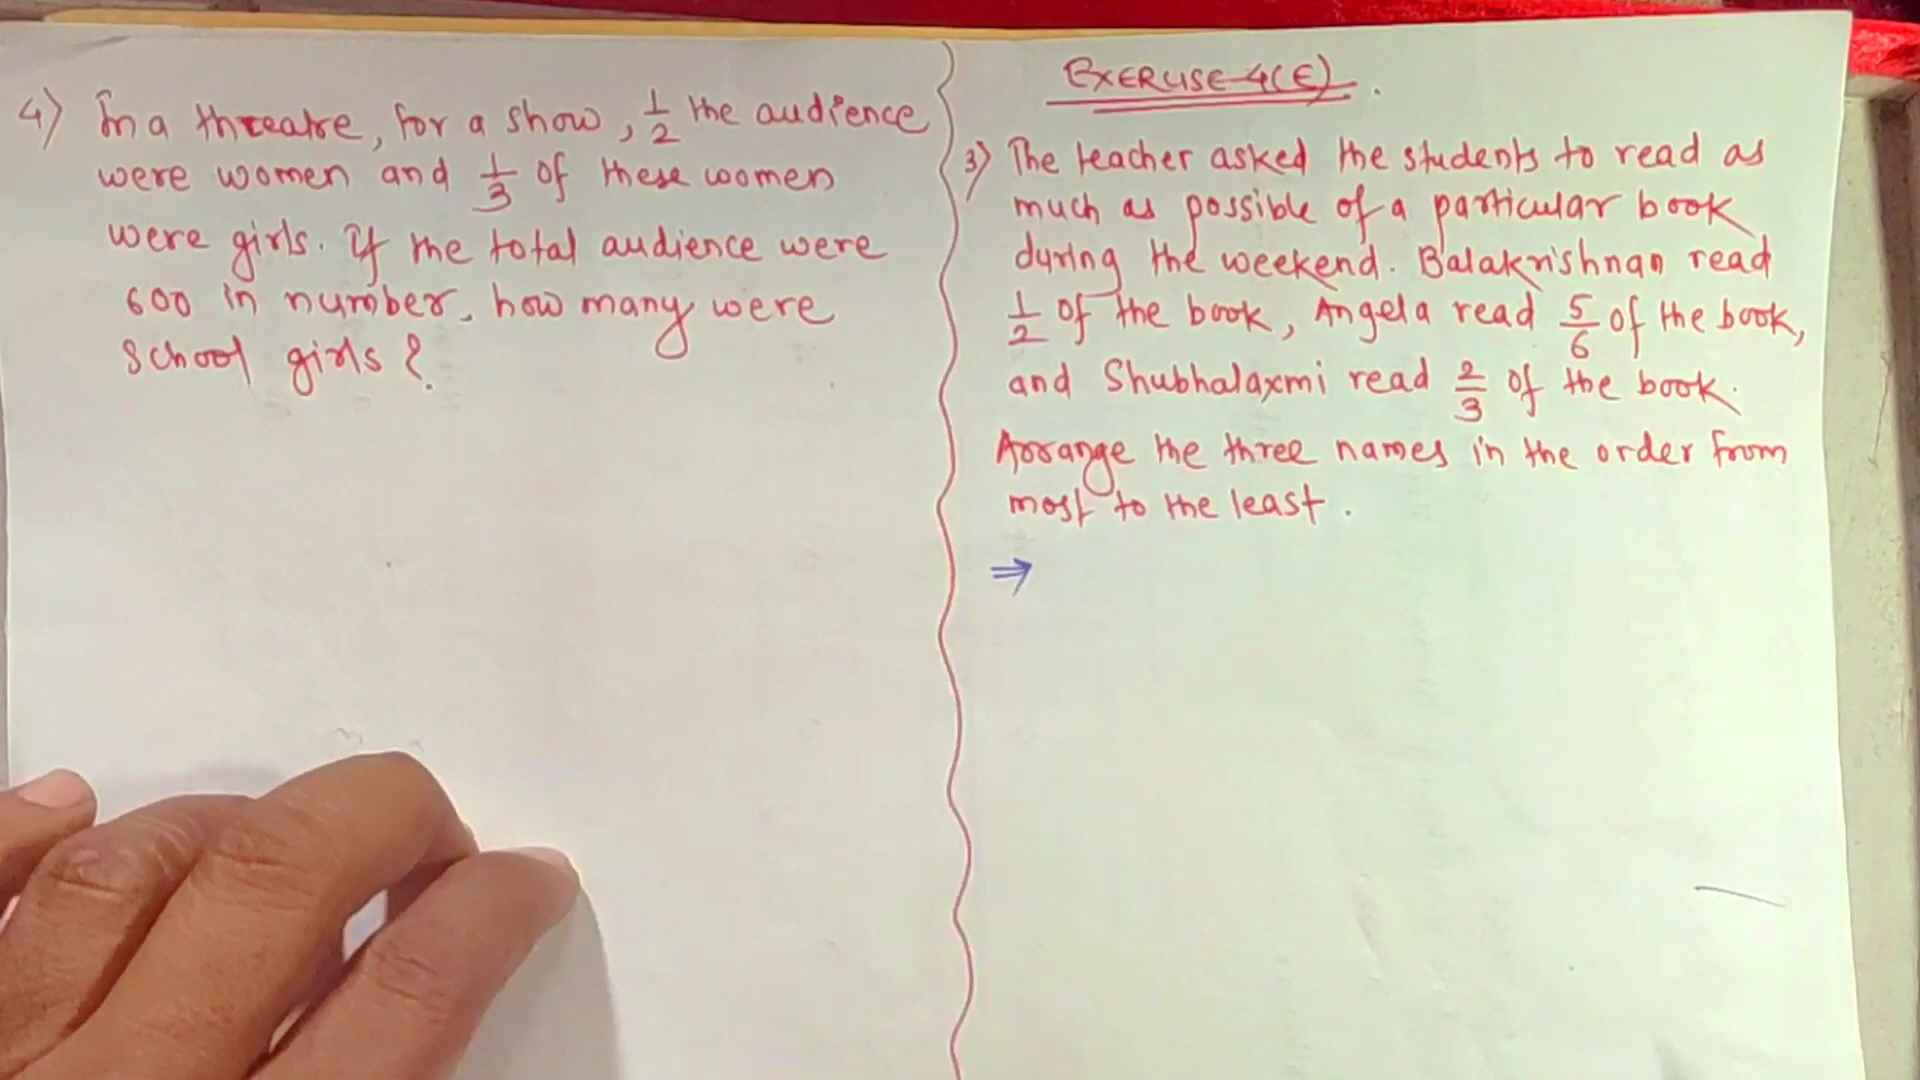 4) In a threatre, for a show, 1/2 the audience
were women and 1/3 of these women
were girls. If the total audience were
600 in number, how many were
school girls?
EXERCISE-4(E).
3) The teacher asked the students to read as
much as possible of a particular book
during the weekend. Balakrishnan read
1/2 of the book, Angela read 5/6 of the book,
and Shubhalaxmi read 2/3 of the book.
Arrange the three names in the order from
most to the least.
⇒